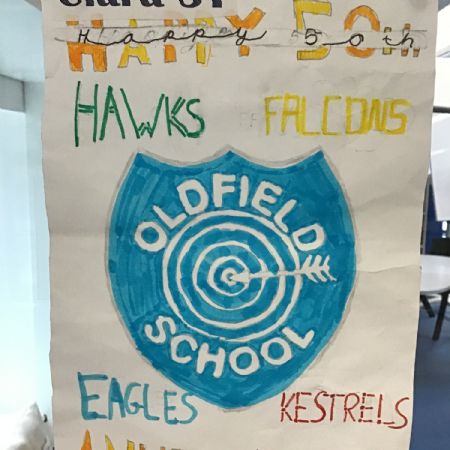 HAPPY 50th
Happy 50th
HAWKS FALCONS
OLDFIELD
SCHOOL
EAGLES KESTRELS